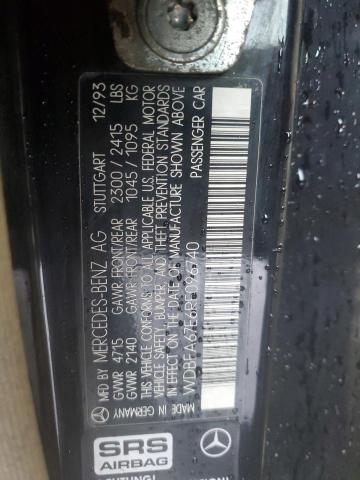 MFD BY MERCEDES-BENZ AG STUTTGART 12/93
GVWR 4715 GAWR FRONT/REAR 2300 / 2415 LBS
GVWR 2140 GAWR FRONT/REAR 1045 / 1095 KG
THIS VEHICLE CONFORMS TO ALL APPLICABLE U.S. FEDERAL MOTOR
VEHICLE SAFETY, BUMPER, AND THEFT PREVENTION STANDARDS
IN EFFECT ON THE DATE OF MANUFACTURE SHOWN ABOVE
PASSENGER CAR
MADE IN GERMANY
SRS
AIRBAG